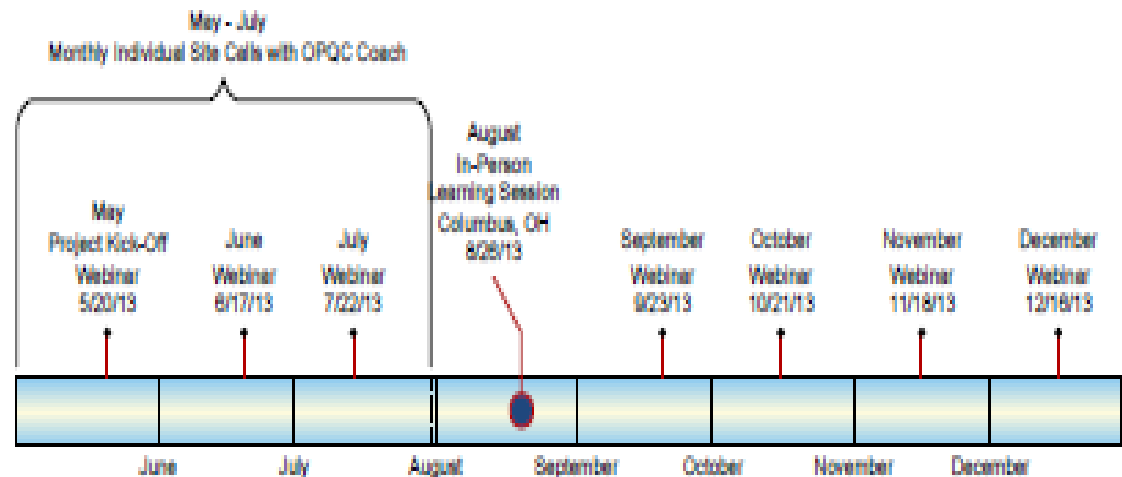 May - July
Monthly Individual Site Calls with OPQC Coach
August
In-Person
Learning Session
Columbus, OH
8/26/13
May
Project Kick-Off
Webinar
5/20/13
June
Webinar
6/17/13
July
Webinar
7/22/13
September
Webinar
9/23/13
October
Webinar
10/21/13
November
Webinar
11/18/13
December
Webinar
12/16/13
June
July
August
September
October
November
December